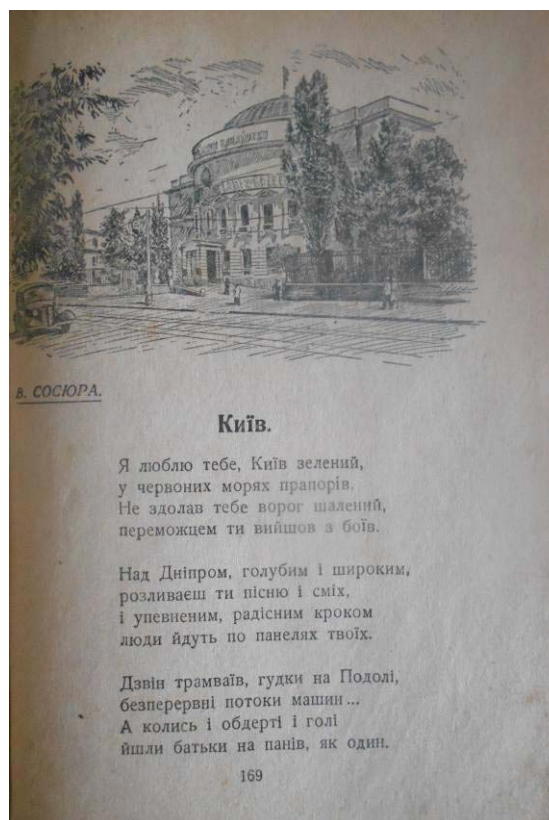 В. СОСЮРА.
Київ.
Я люблю тебе, Київ зелений,
у червоних морях прапорів.
Не здолав тебе ворог шалений,
переможцем ти вийшов з боїв.
Над Дніпром, голубим і широким,
розливаєш ти пісню і сміх,
і упевненим, радісним кроком
люди йдуть по панелях твоїх.
Дзвін трамваїв, гудки на Подолі,
безперервні потоки машин...
А колись і обдерті і голі
йшли батьки на панів, як один.
169